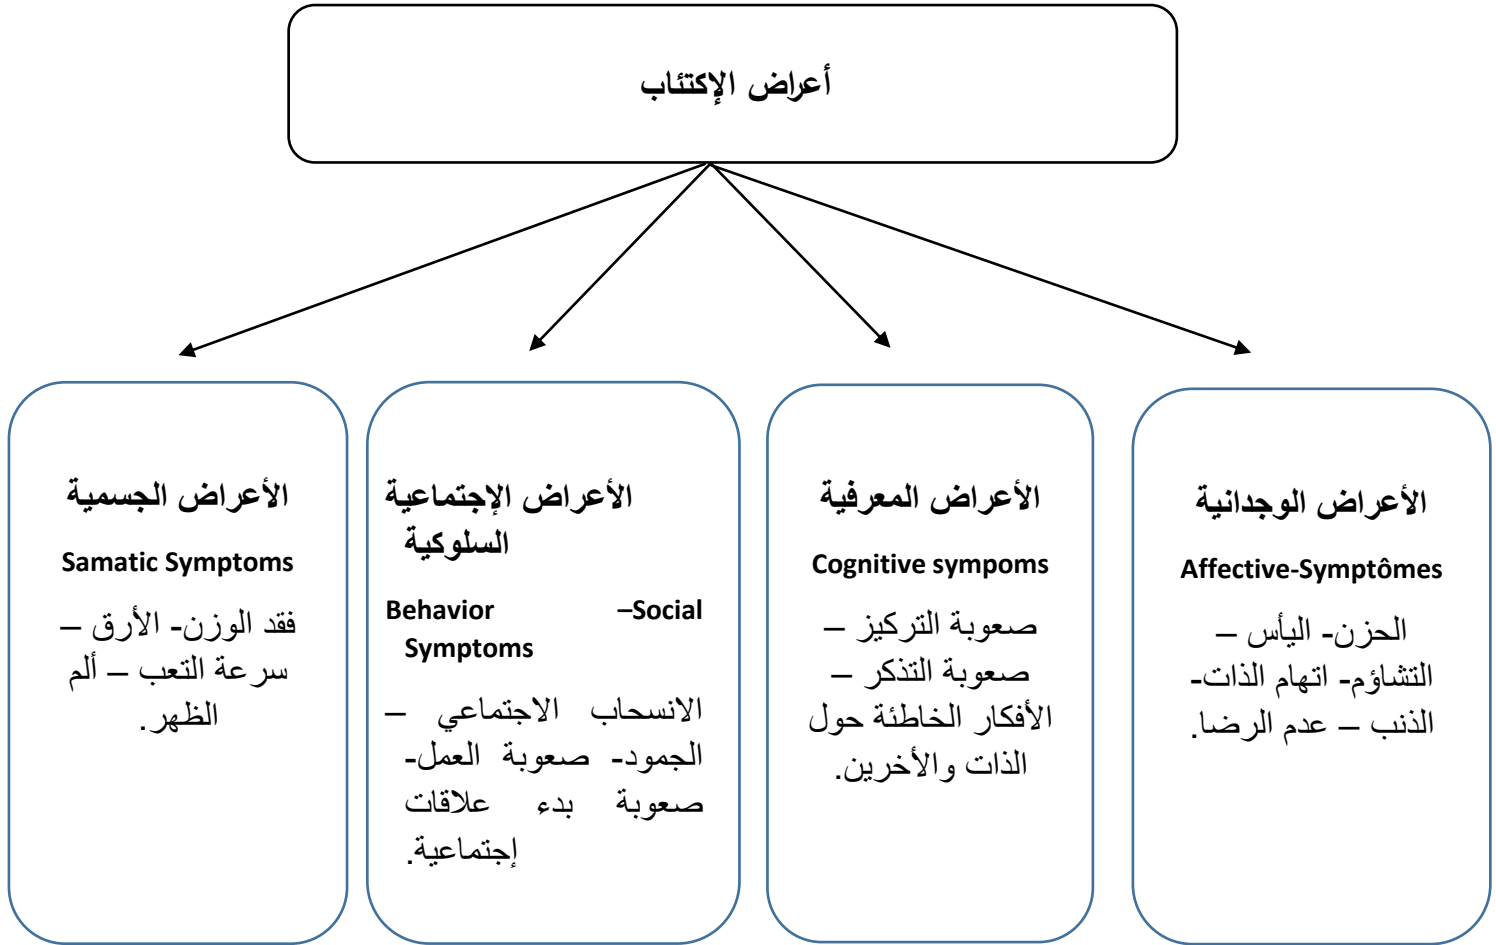 أعراض الإكتئاب
الأعراض الوجدانية
Affective-Symptômes
الحزن- اليأس –
التشاؤم- اتهام الذات-
الذنب – عدم الرضا.
الأعراض المعرفية
Cognitive sympoms
صعوبة التركيز –
صعوبة التذكر –
الأفكار الخاطئة حول
الذات والأخرين.
الأعراض الإجتماعية
السلوكية
Behavior –Social
Symptoms
الانسحاب الاجتماعي –
الجمود- صعوبة العمل-
صعوبة بدء علاقات
إجتماعية.
الأعراض الجسمية
Samatic Symptoms
فقد الوزن- الأرق –
سرعة التعب – ألم
الظهر.